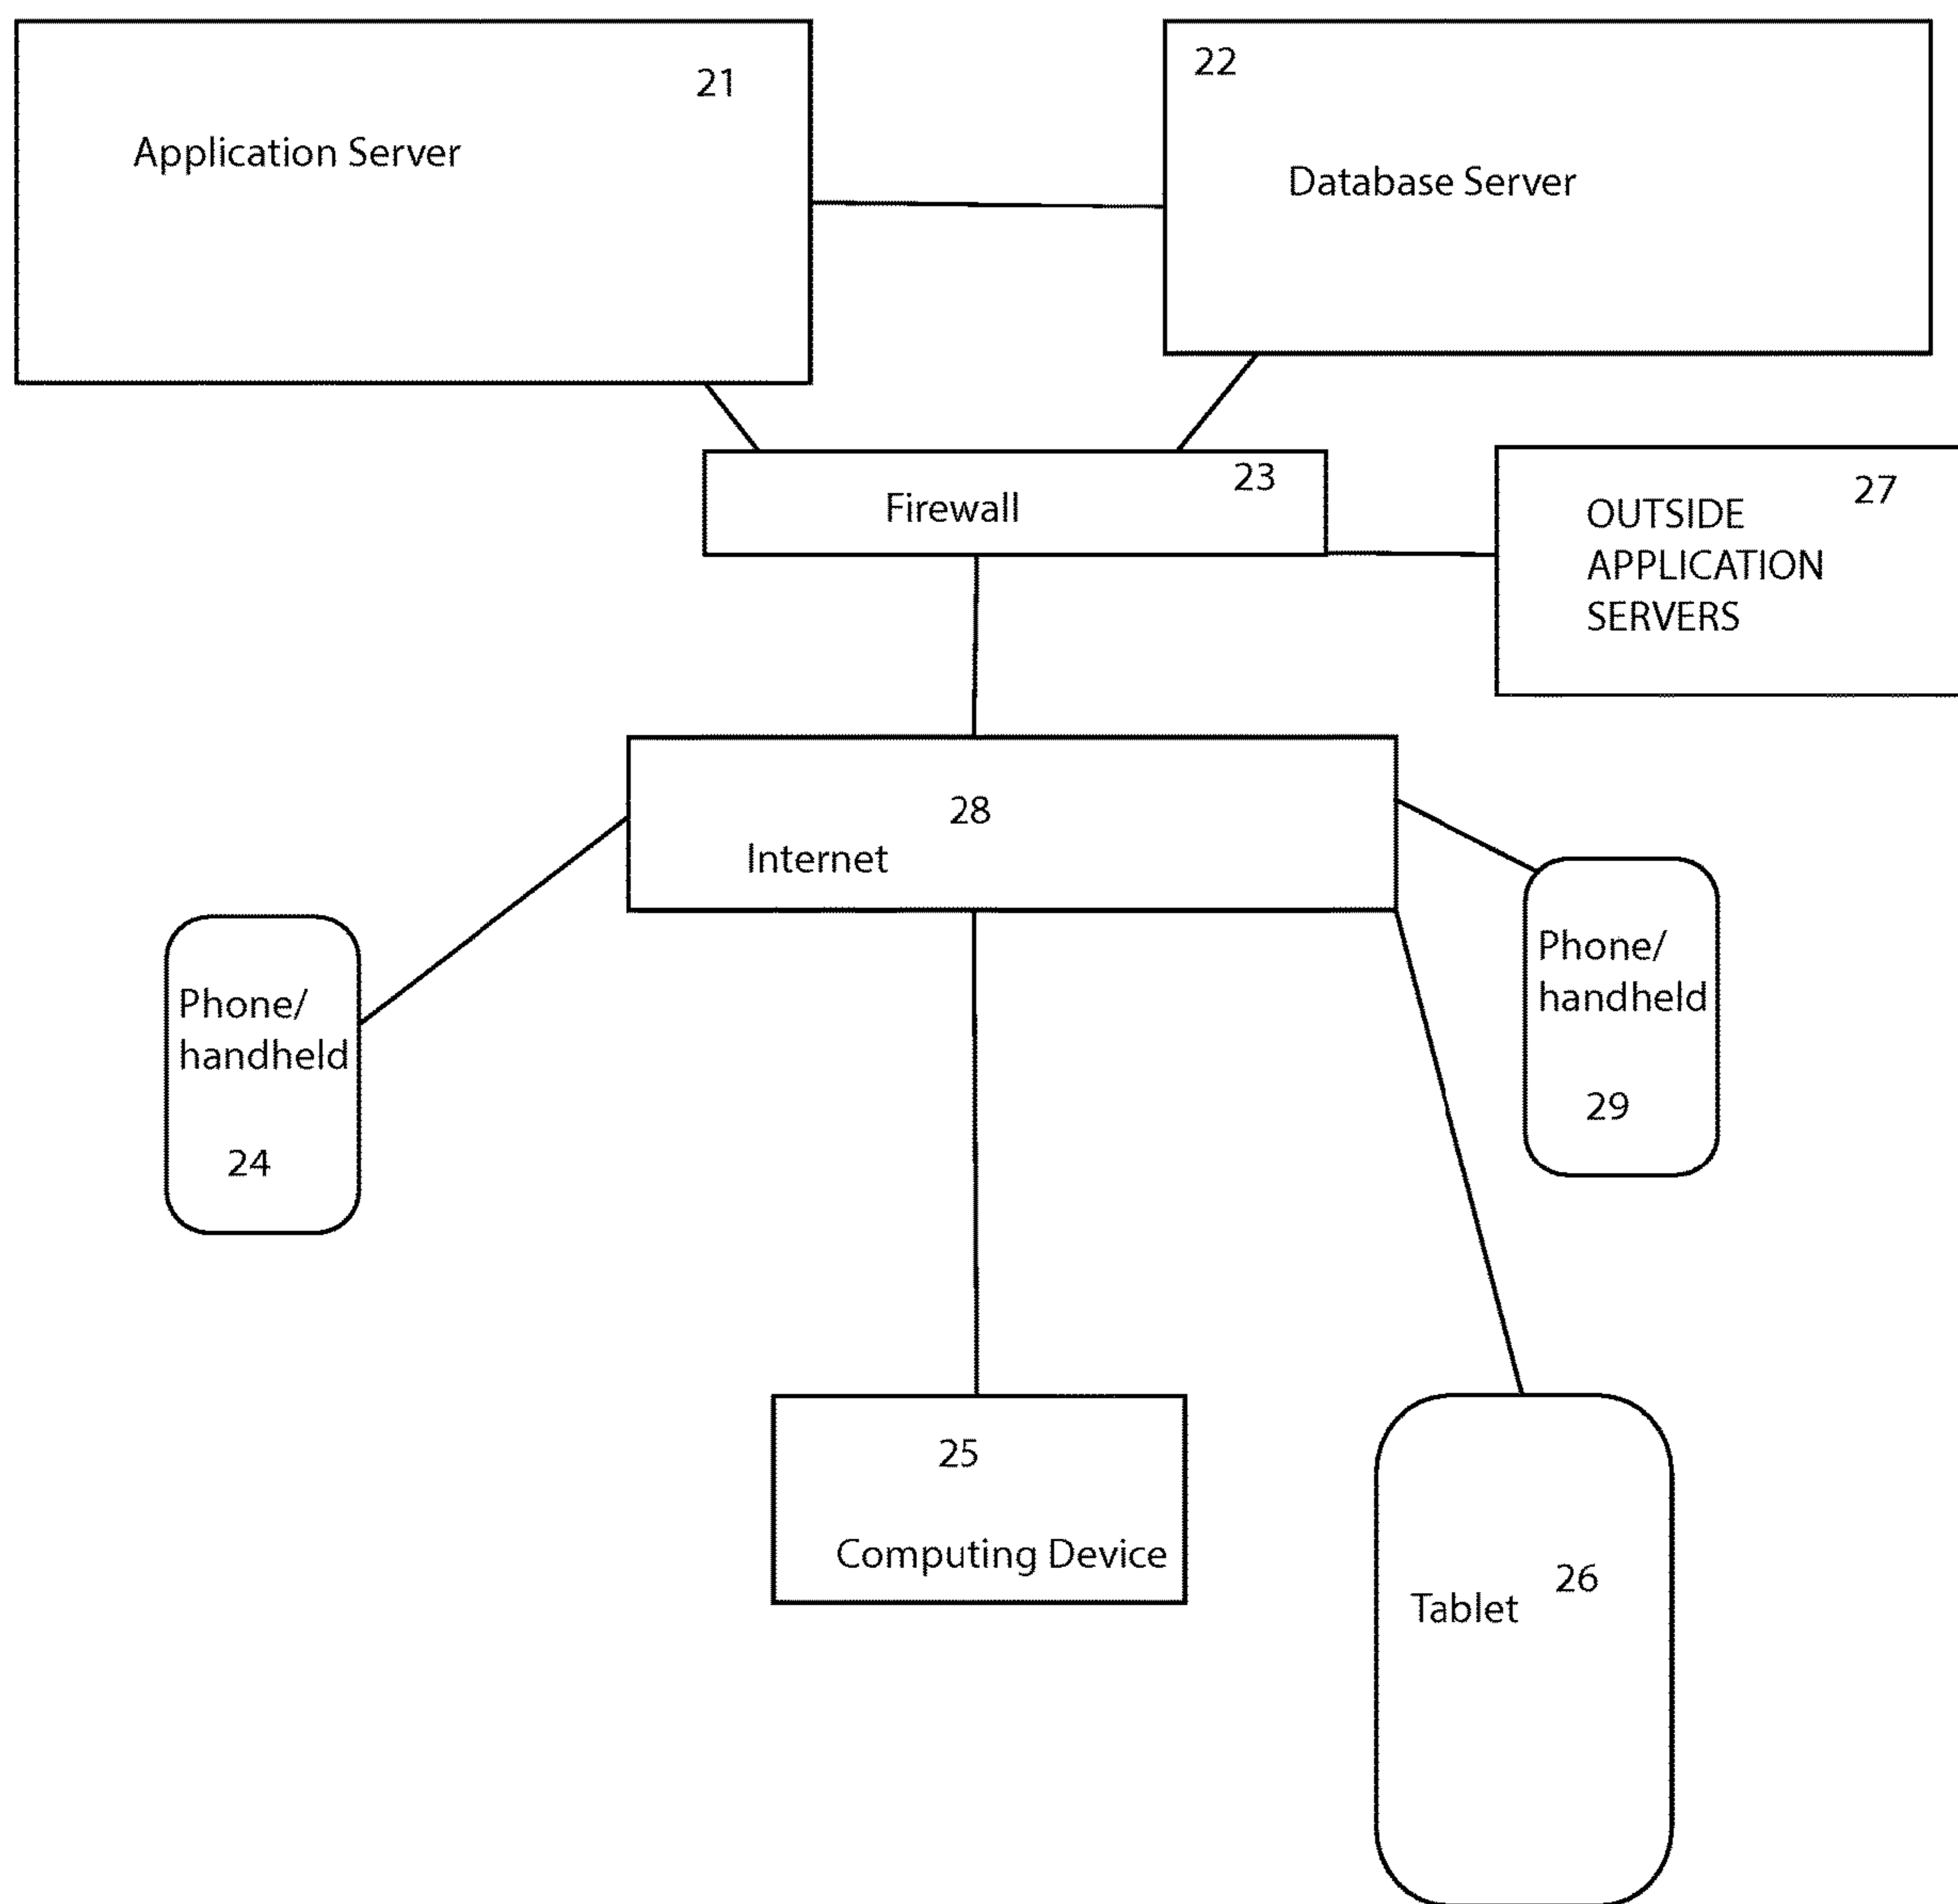 21
Application Server
22
Database Server
23
Firewall
27
OUTSIDE
APPLICATION
SERVERS
28
Internet
Phone/
handheld
24
Phone/
handheld
29
25
Computing Device
26
Tablet